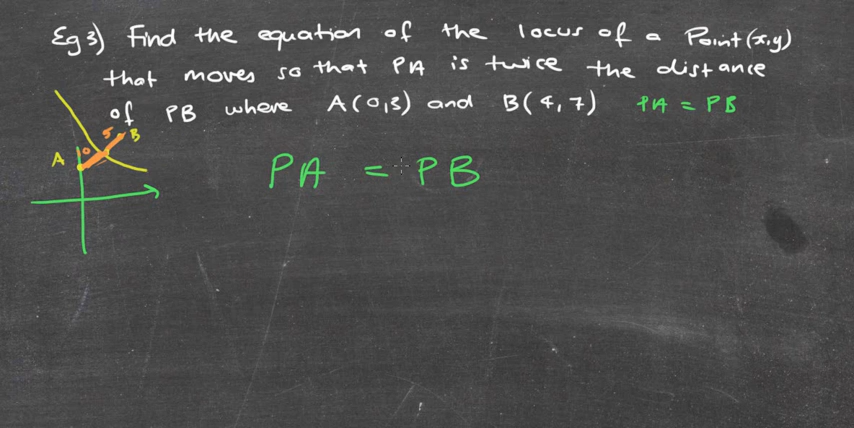 Eg 3) Find the equation of the locus of a Point (x,y)
that moves so that PA is twice the distance
of PB where A(0,3) and B(4,7) PA = PB
5 B
A 10
PA = PB